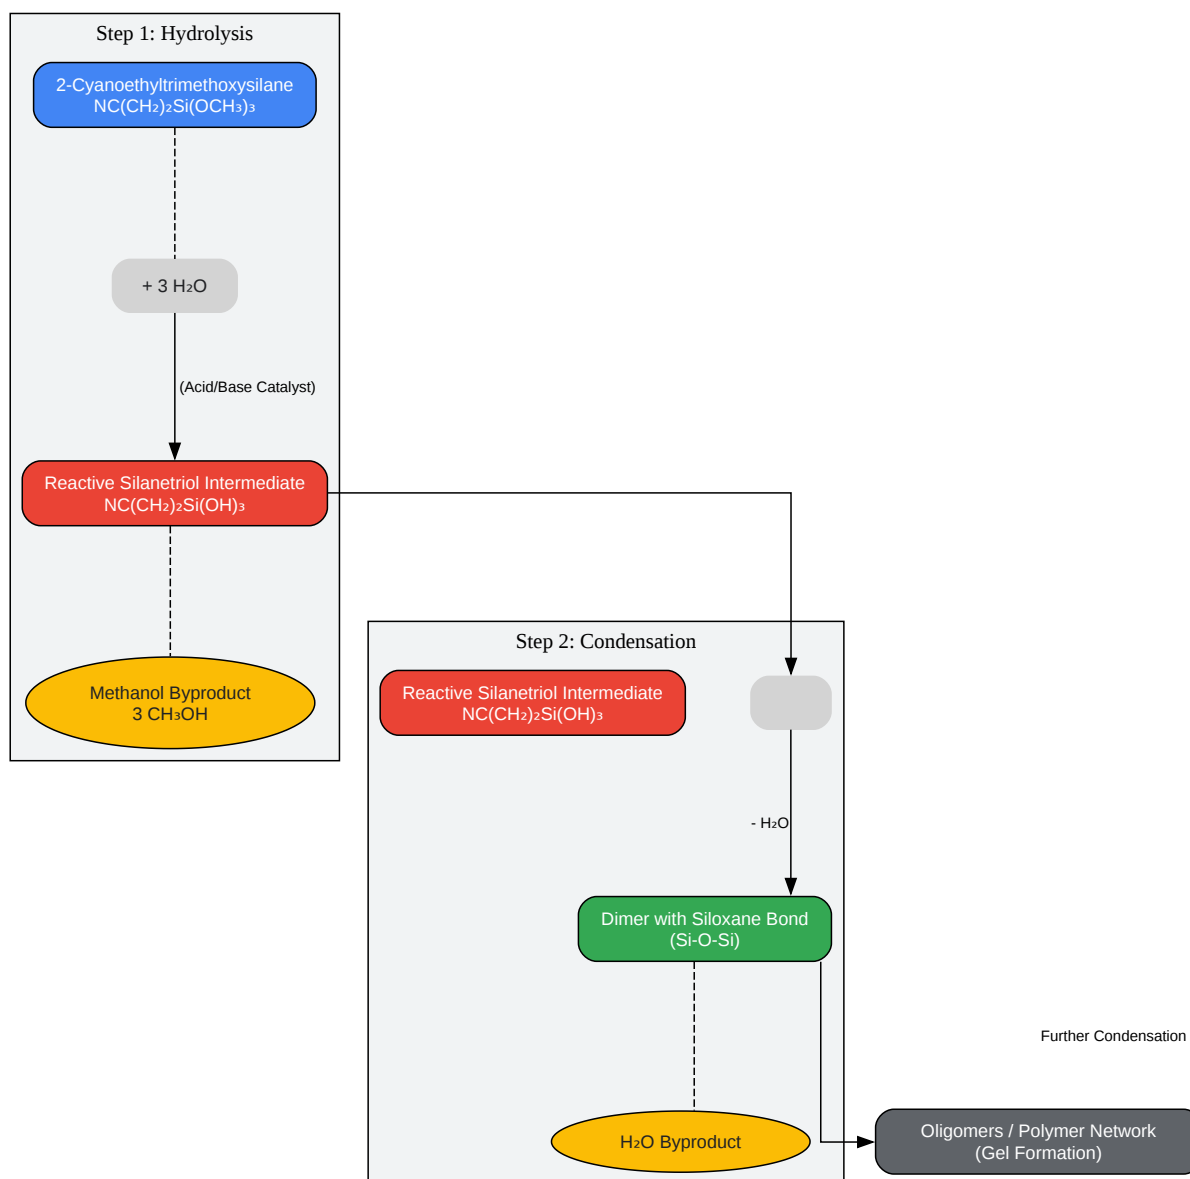 Step 1: Hydrolysis
2-Cyanoethyltrimethoxysilane
NC(CH₂)₂Si(OCH₃)₃
+ 3 H₂O
(Acid/Base Catalyst)
Reactive Silanetriol Intermediate
NC(CH₂)₂Si(OH)₃
Methanol Byproduct
3 CH₃OH
Step 2: Condensation
Reactive Silanetriol Intermediate
NC(CH₂)₂Si(OH)₃
- H₂O
Dimer with Siloxane Bond
(Si-O-Si)
Further Condensation
H₂O Byproduct
Oligomers / Polymer Network
(Gel Formation)